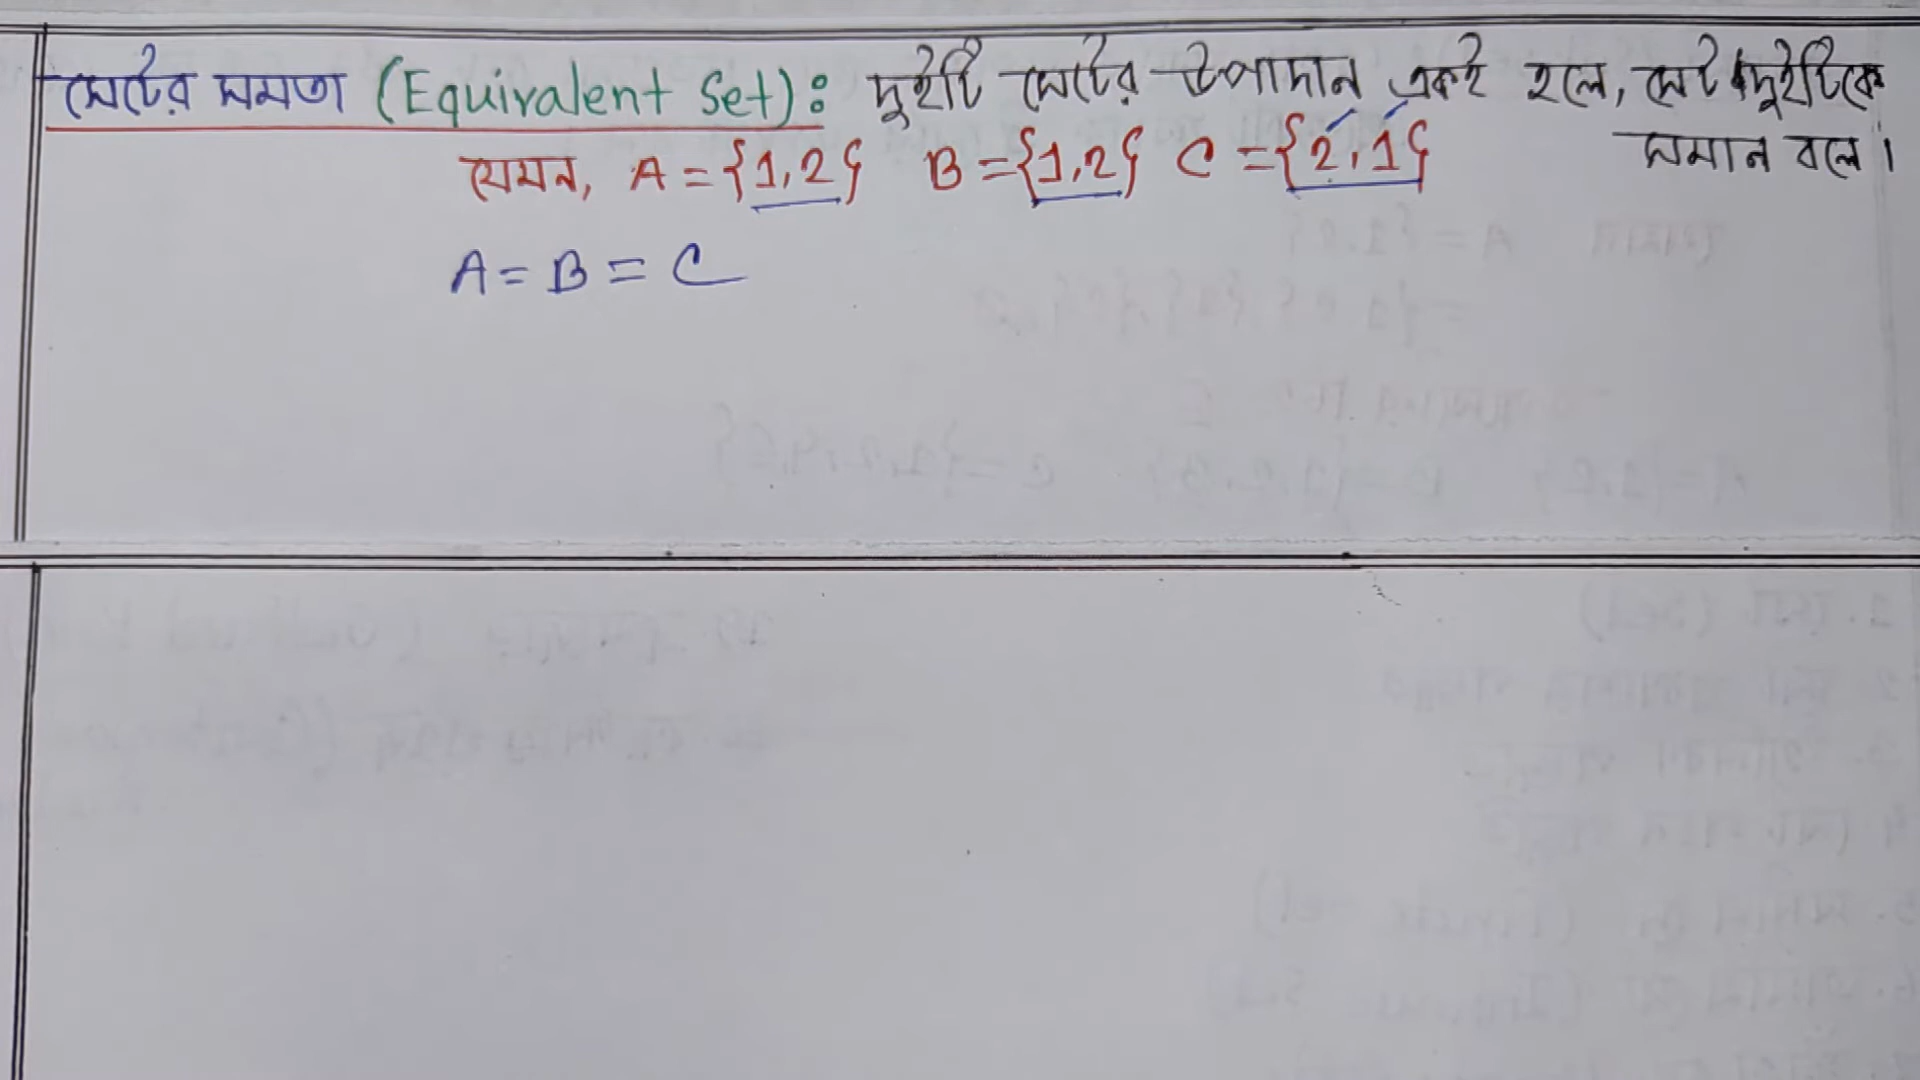 সেটের সমতা (Equivalent Set): দুইটি সেটের উপাদান একই হলে, সেট দুইটিকে
সমান বলে।
যেমন, A = {1,2} B = {1,2} C = {2,1}
A = B = C